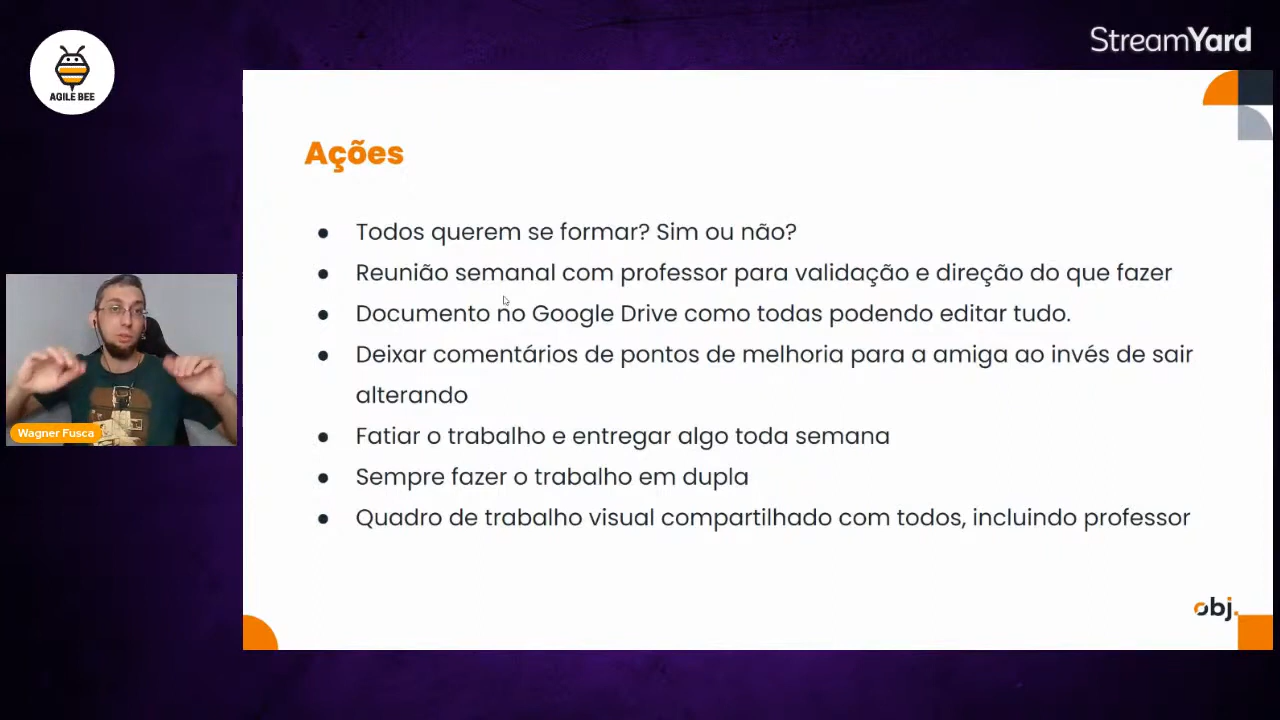 AGILE BEE
StreamYard
Ações
Todos querem se formar? Sim ou não?
Reunião semanal com professor para validação e direção do que fazer
Documento no Google Drive como todas podendo editar tudo.
Deixar comentários de pontos de melhoria para a amiga ao invés de sair
alterando
Fatiar o trabalho e entregar algo toda semana
Sempre fazer o trabalho em dupla
Quadro de trabalho visual compartilhado com todos, incluindo professor
Wagner Fusca
obj.